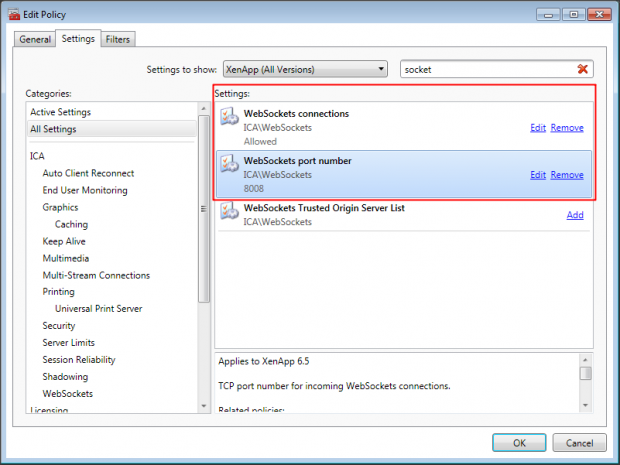 Edit Policy
General Settings Filters
Settings to show: XenApp (All Versions) socket
Categories:
Active Settings
All Settings
ICA
Auto Client Reconnect
End User Monitoring
Graphics
Caching
Keep Alive
Multimedia
Multi-Stream Connections
Printing
Universal Print Server
Security
Server Limits
Session Reliability
Shadowing
WebSockets
Licensing
Settings:
WebSockets connections
ICA\WebSockets Edit Remove
Allowed
WebSockets port number
ICA\WebSockets Edit Remove
8008
WebSockets Trusted Origin Server List
ICA\WebSockets Add
Applies to XenApp 6.5
TCP port number for incoming WebSockets connections.
Related policies:
OK Cancel